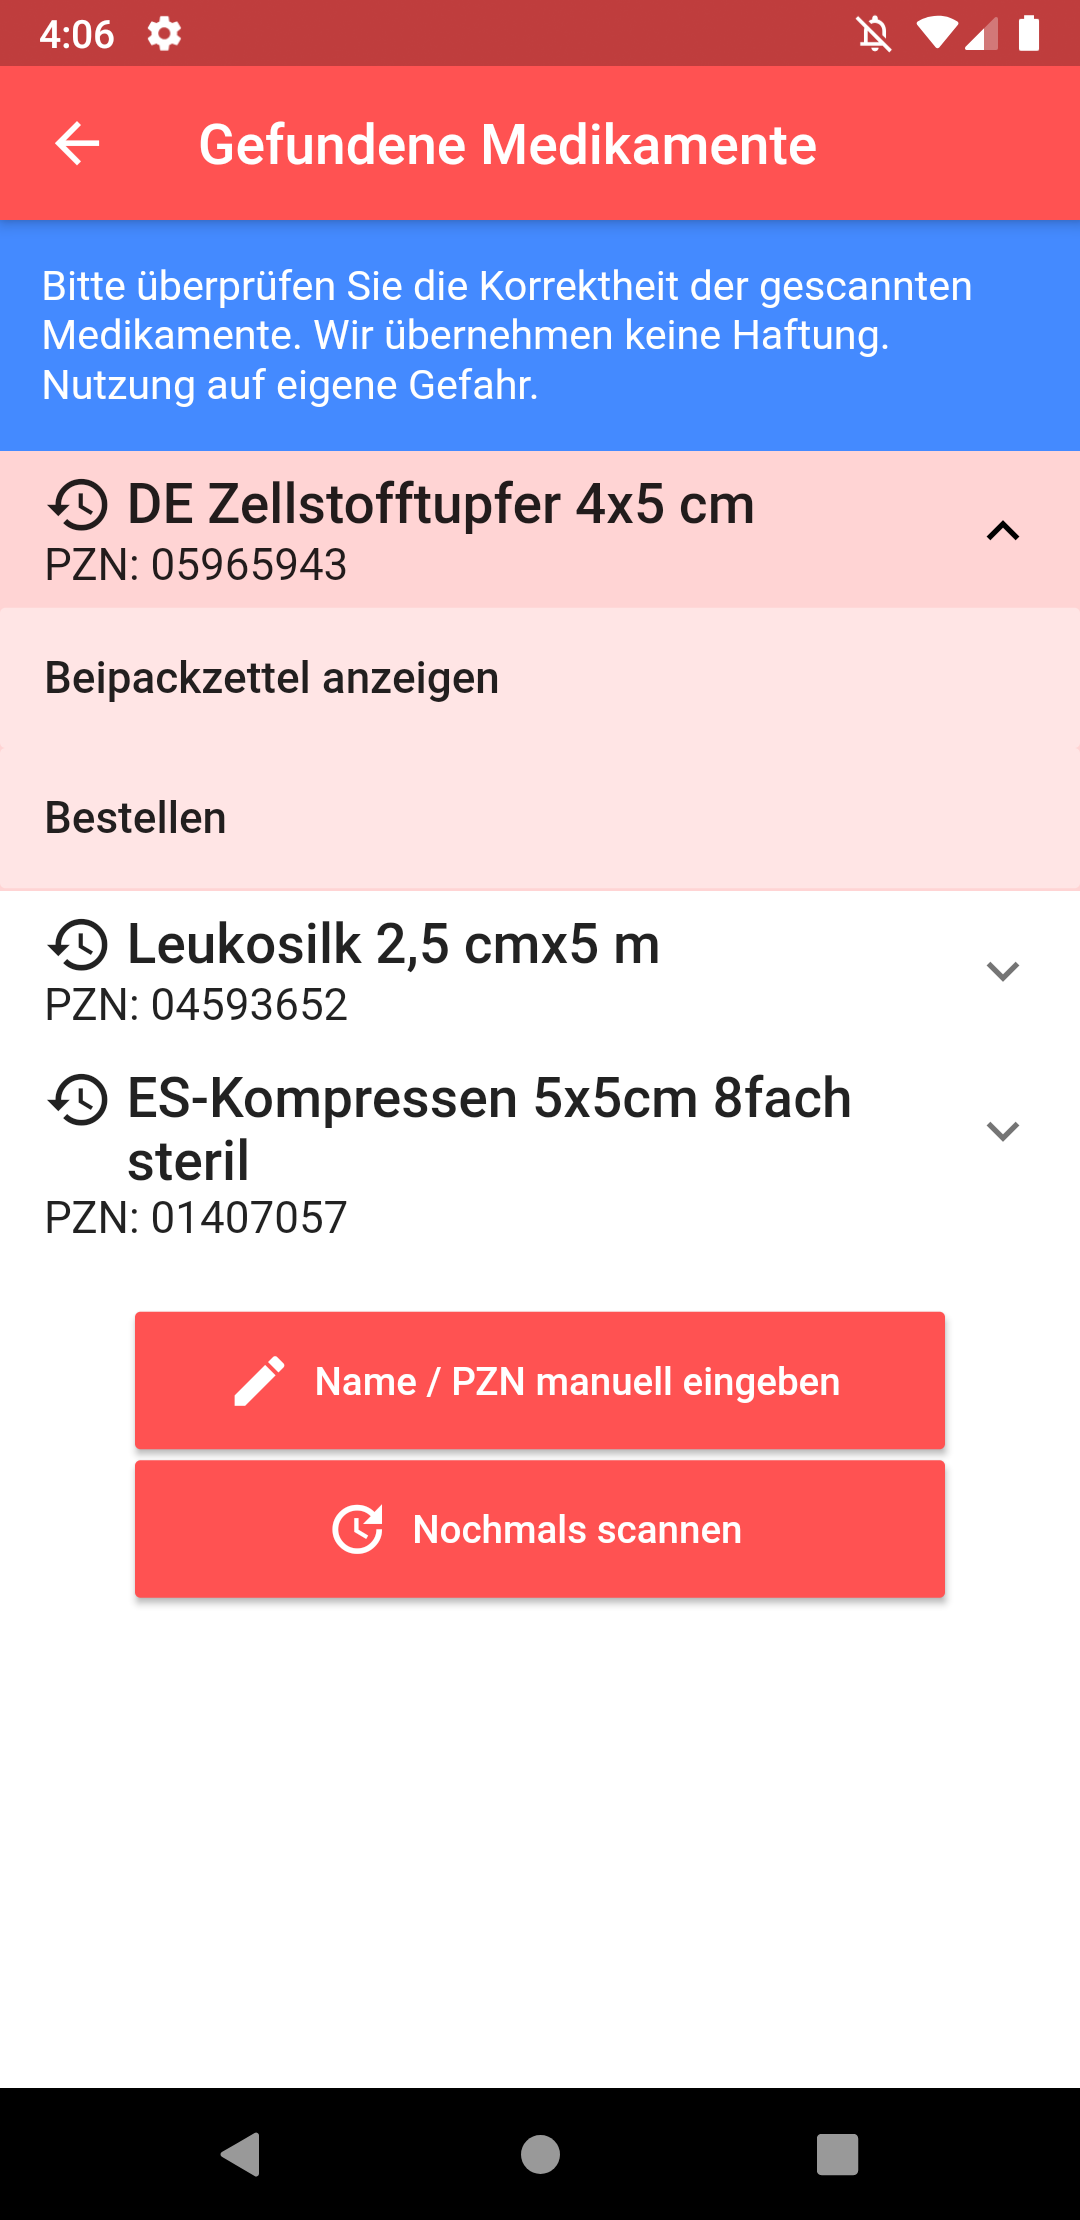 4:06
Gefundene Medikamente
Bitte überprüfen Sie die Korrektheit der gescannten
Medikamente. Wir übernehmen keine Haftung.
Nutzung auf eigene Gefahr.
DE Zellstofftupfer 4x5 cm
PZN: 05965943
Beipackzettel anzeigen
Bestellen
Leukosilk 2,5 cmx5 m
PZN: 04593652
ES-Kompressen 5x5cm 8fach
steril
PZN: 01407057
Name / PZN manuell eingeben
Nochmals scannen